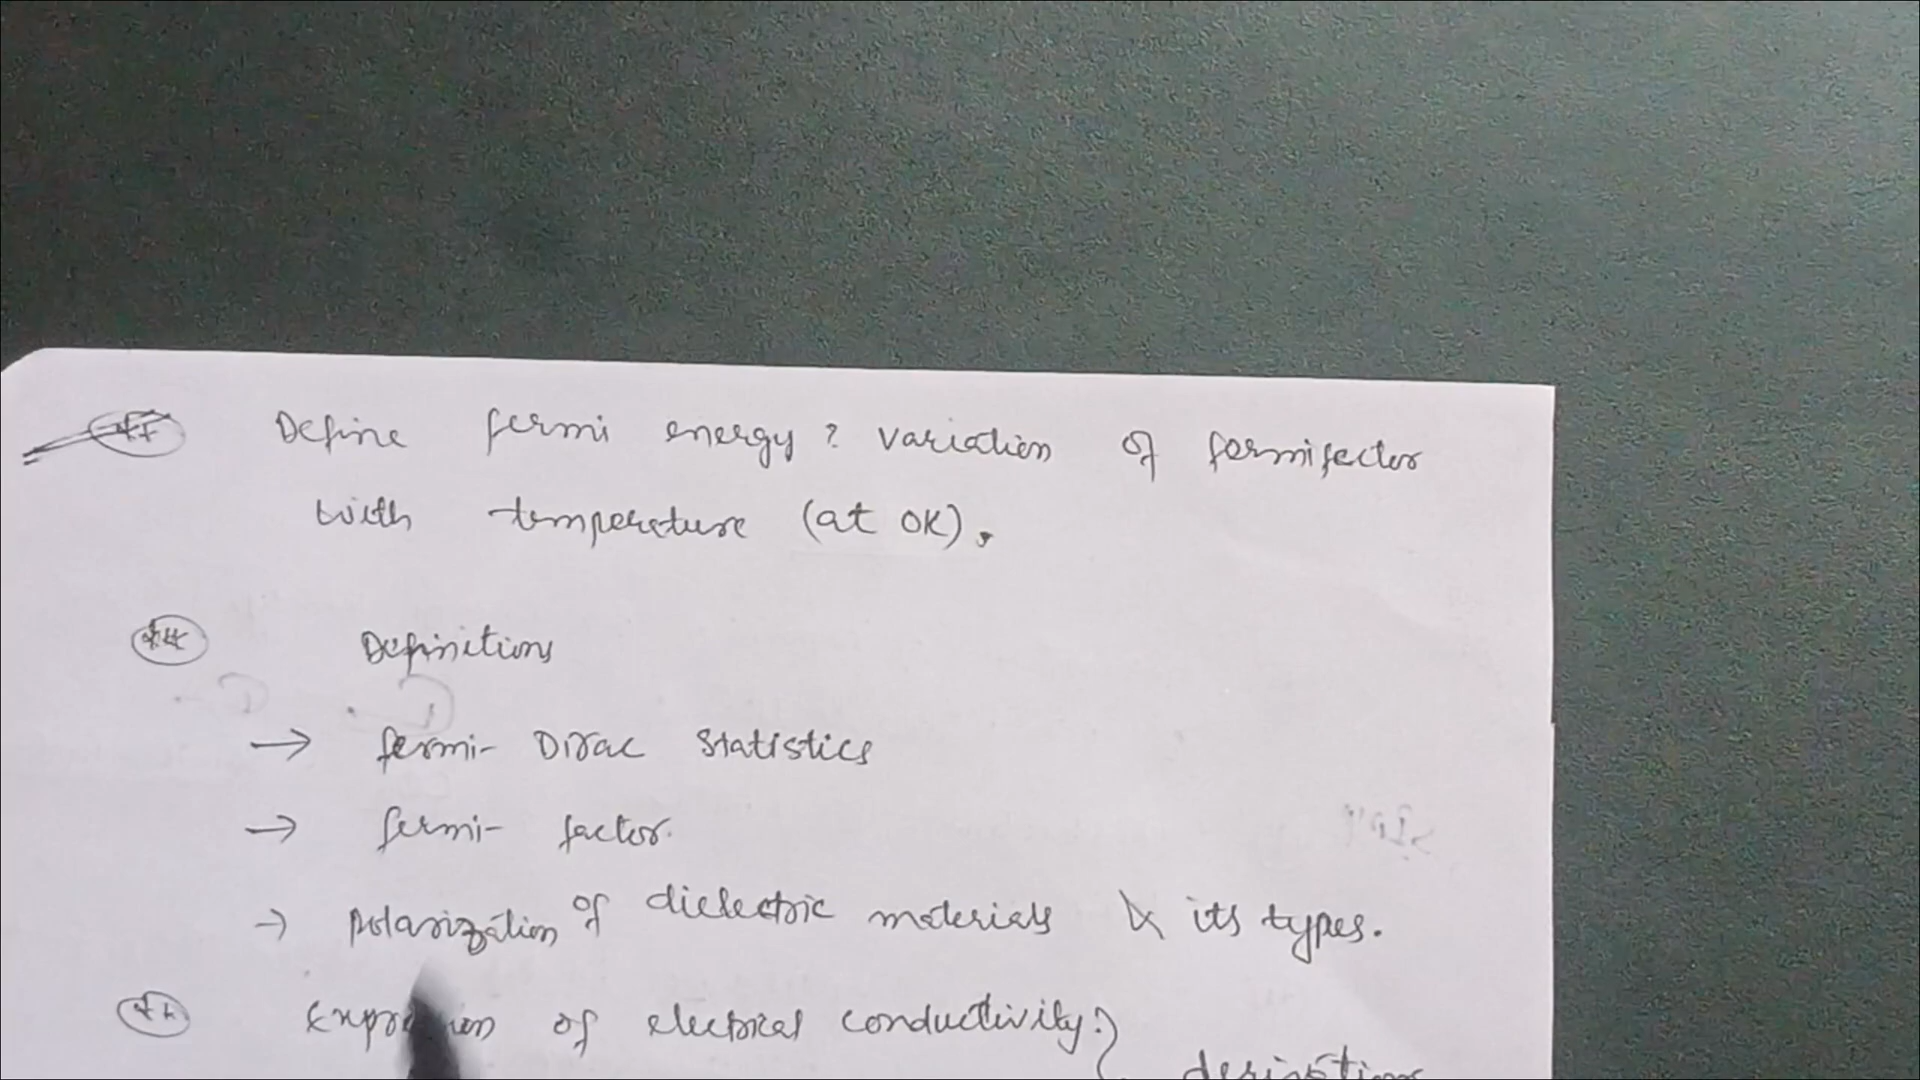 ** Define fermi energy? variation of fermifactor
with temperature (at 0K).
** Definitions
→ fermi- Dirac statistics
→ fermi- factor.
→ polarization of dielectric materials & its types.
** of electrical conductivity?